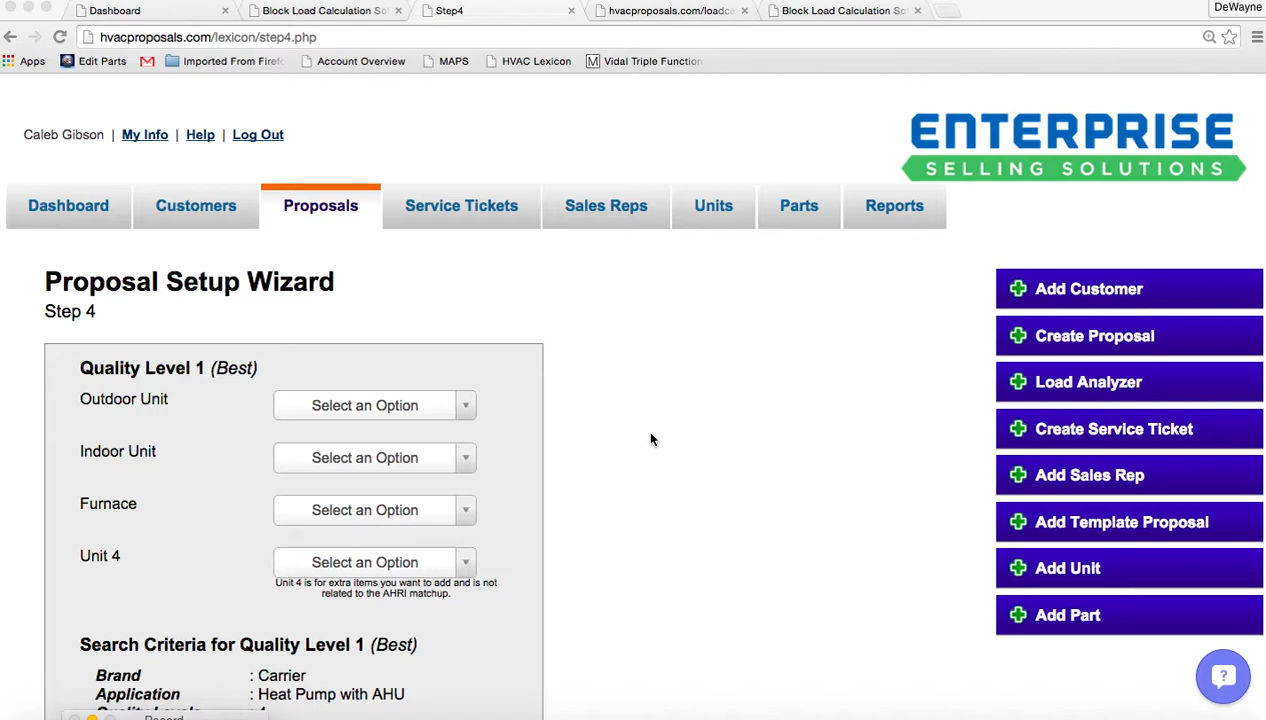 Dashboard
Block Load Calculation So
Step4
hvacproposals.com/loadca
Block Load Calculation So
DeWayne
hvacproposals.com/lexicon/step4.php
Apps
Edit Parts
Imported From Firef
Account Overview
MAPS
HVAC Lexicon
Vidal Triple Function
Caleb Gibson | My Info | Help | Log Out
ENTERPRISE
SELLING SOLUTIONS
Dashboard
Customers
Proposals
Service Tickets
Sales Reps
Units
Parts
Reports
Proposal Setup Wizard
Step 4
Quality Level 1 (Best)
Outdoor Unit
Select an Option
Indoor Unit
Select an Option
Furnace
Select an Option
Unit 4
Select an Option
Unit 4 is for extra items you want to add and is not
related to the AHRI matchup.
Search Criteria for Quality Level 1 (Best)
Brand : Carrier
Application : Heat Pump with AHU
Add Customer
Create Proposal
Load Analyzer
Create Service Ticket
Add Sales Rep
Add Template Proposal
Add Unit
Add Part